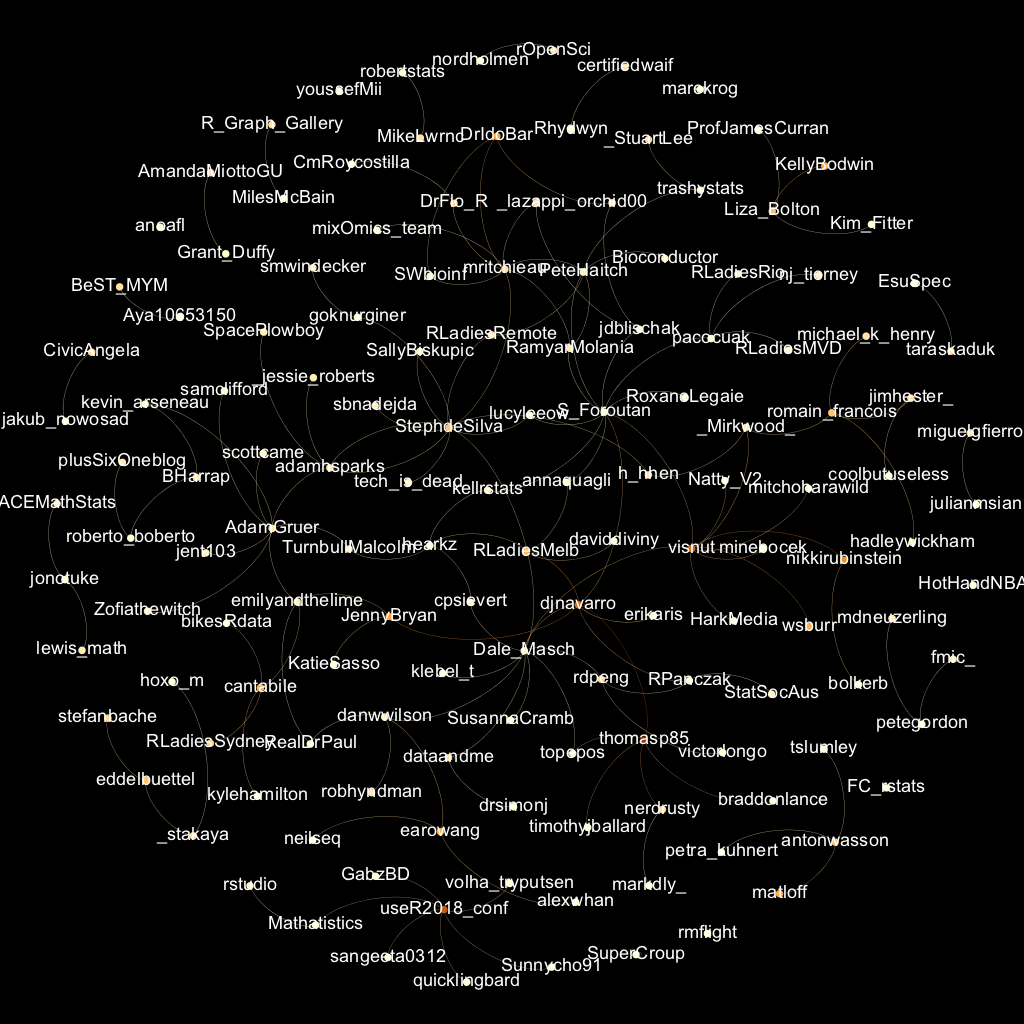 rOpenSci
nordholmen
certifiedwaif
robertstats
youssefMii
marekrog
R_Graph_Gallery
MikeLwrnc
DrIdoBar
Rhydwyn
_StuartLee
ProfJamesCurran
CmRoycostilla
KellyBodwin
AmandaMiottoGU
MilesMcBain
DrFlo_R
_lazappi_
orchid00
trashystats
Liza_Bolton
anoafl
mixOmics_team
Kim_Fitter
Grant_Duffy
smwindecker
SWbioinf
mritchieau
PeteHaitch
Bioconductor
RLadiesRio
nj_tierney
EsuSpec
BeST_MYM
Aya10653150
SpacePlowboy
goknurginer
RLadiesRemote
jdblischak
pacocuak
michael_k_henry
CivicAngela
SallyBiskupic
RamyarMolania
RLadiesMVD
taraskaduk
_jessie_roberts
samclifford
kevin_arseneau
sbnadejda
RoxaneLegaie
jimhester_
jakub_nowosad
StephdeSilva
lucyleeow
S_Foroutan
_Mirkwood_
romain_francois
miguelgfierro
plusSixOneblog
scottsame
BHarrap
adamhsparks
tech_is_dead
kellrstats
annaquagli
h_hhen
Natty_V2
mitchoharawild
coolbutuseless
ACEMathStats
julianmsian
roberto_boberto
AdamGruer
jent103
TurnbullMalcolm
hearkz
RLadiesMelb
daviddiviny
visnut
minebocek
nikkirubinstein
hadleywickham
jonotuke
HotHandNBA
Zofiathewitch
emilyandthelime
bikesRdata
JennyBryan
cpsievert
djnavarro
erikaris
HarkMedia
wsburr
mdneuzerling
lewis_math
KatieSasso
Dale_Masch
klebel_t
fmic_
hoxo_m
cantabile
rdpeng
RPanczak
StatSocAus
bolkerb
stefanbache
danwwilson
SusannaCramb
petegordon
RLadiesSydney
RealDrPaul
dataandme
topepos
thomasp85
victorlongo
tslumley
eddelbuettel
kylehamilton
robhyndman
drsimonj
nerdrusty
braddonlance
FC_rstats
_stakaya
neilseq
earowang
timothyjballard
antonwasson
petra_kuhnert
rstudio
GabzBD
volha_tryputsen
alexwhan
markdly_
matloff
Mathatistics
useR2018_conf
rmflight
sangeeta0312
quicklingbard
Sunnycho91
SuperCroup